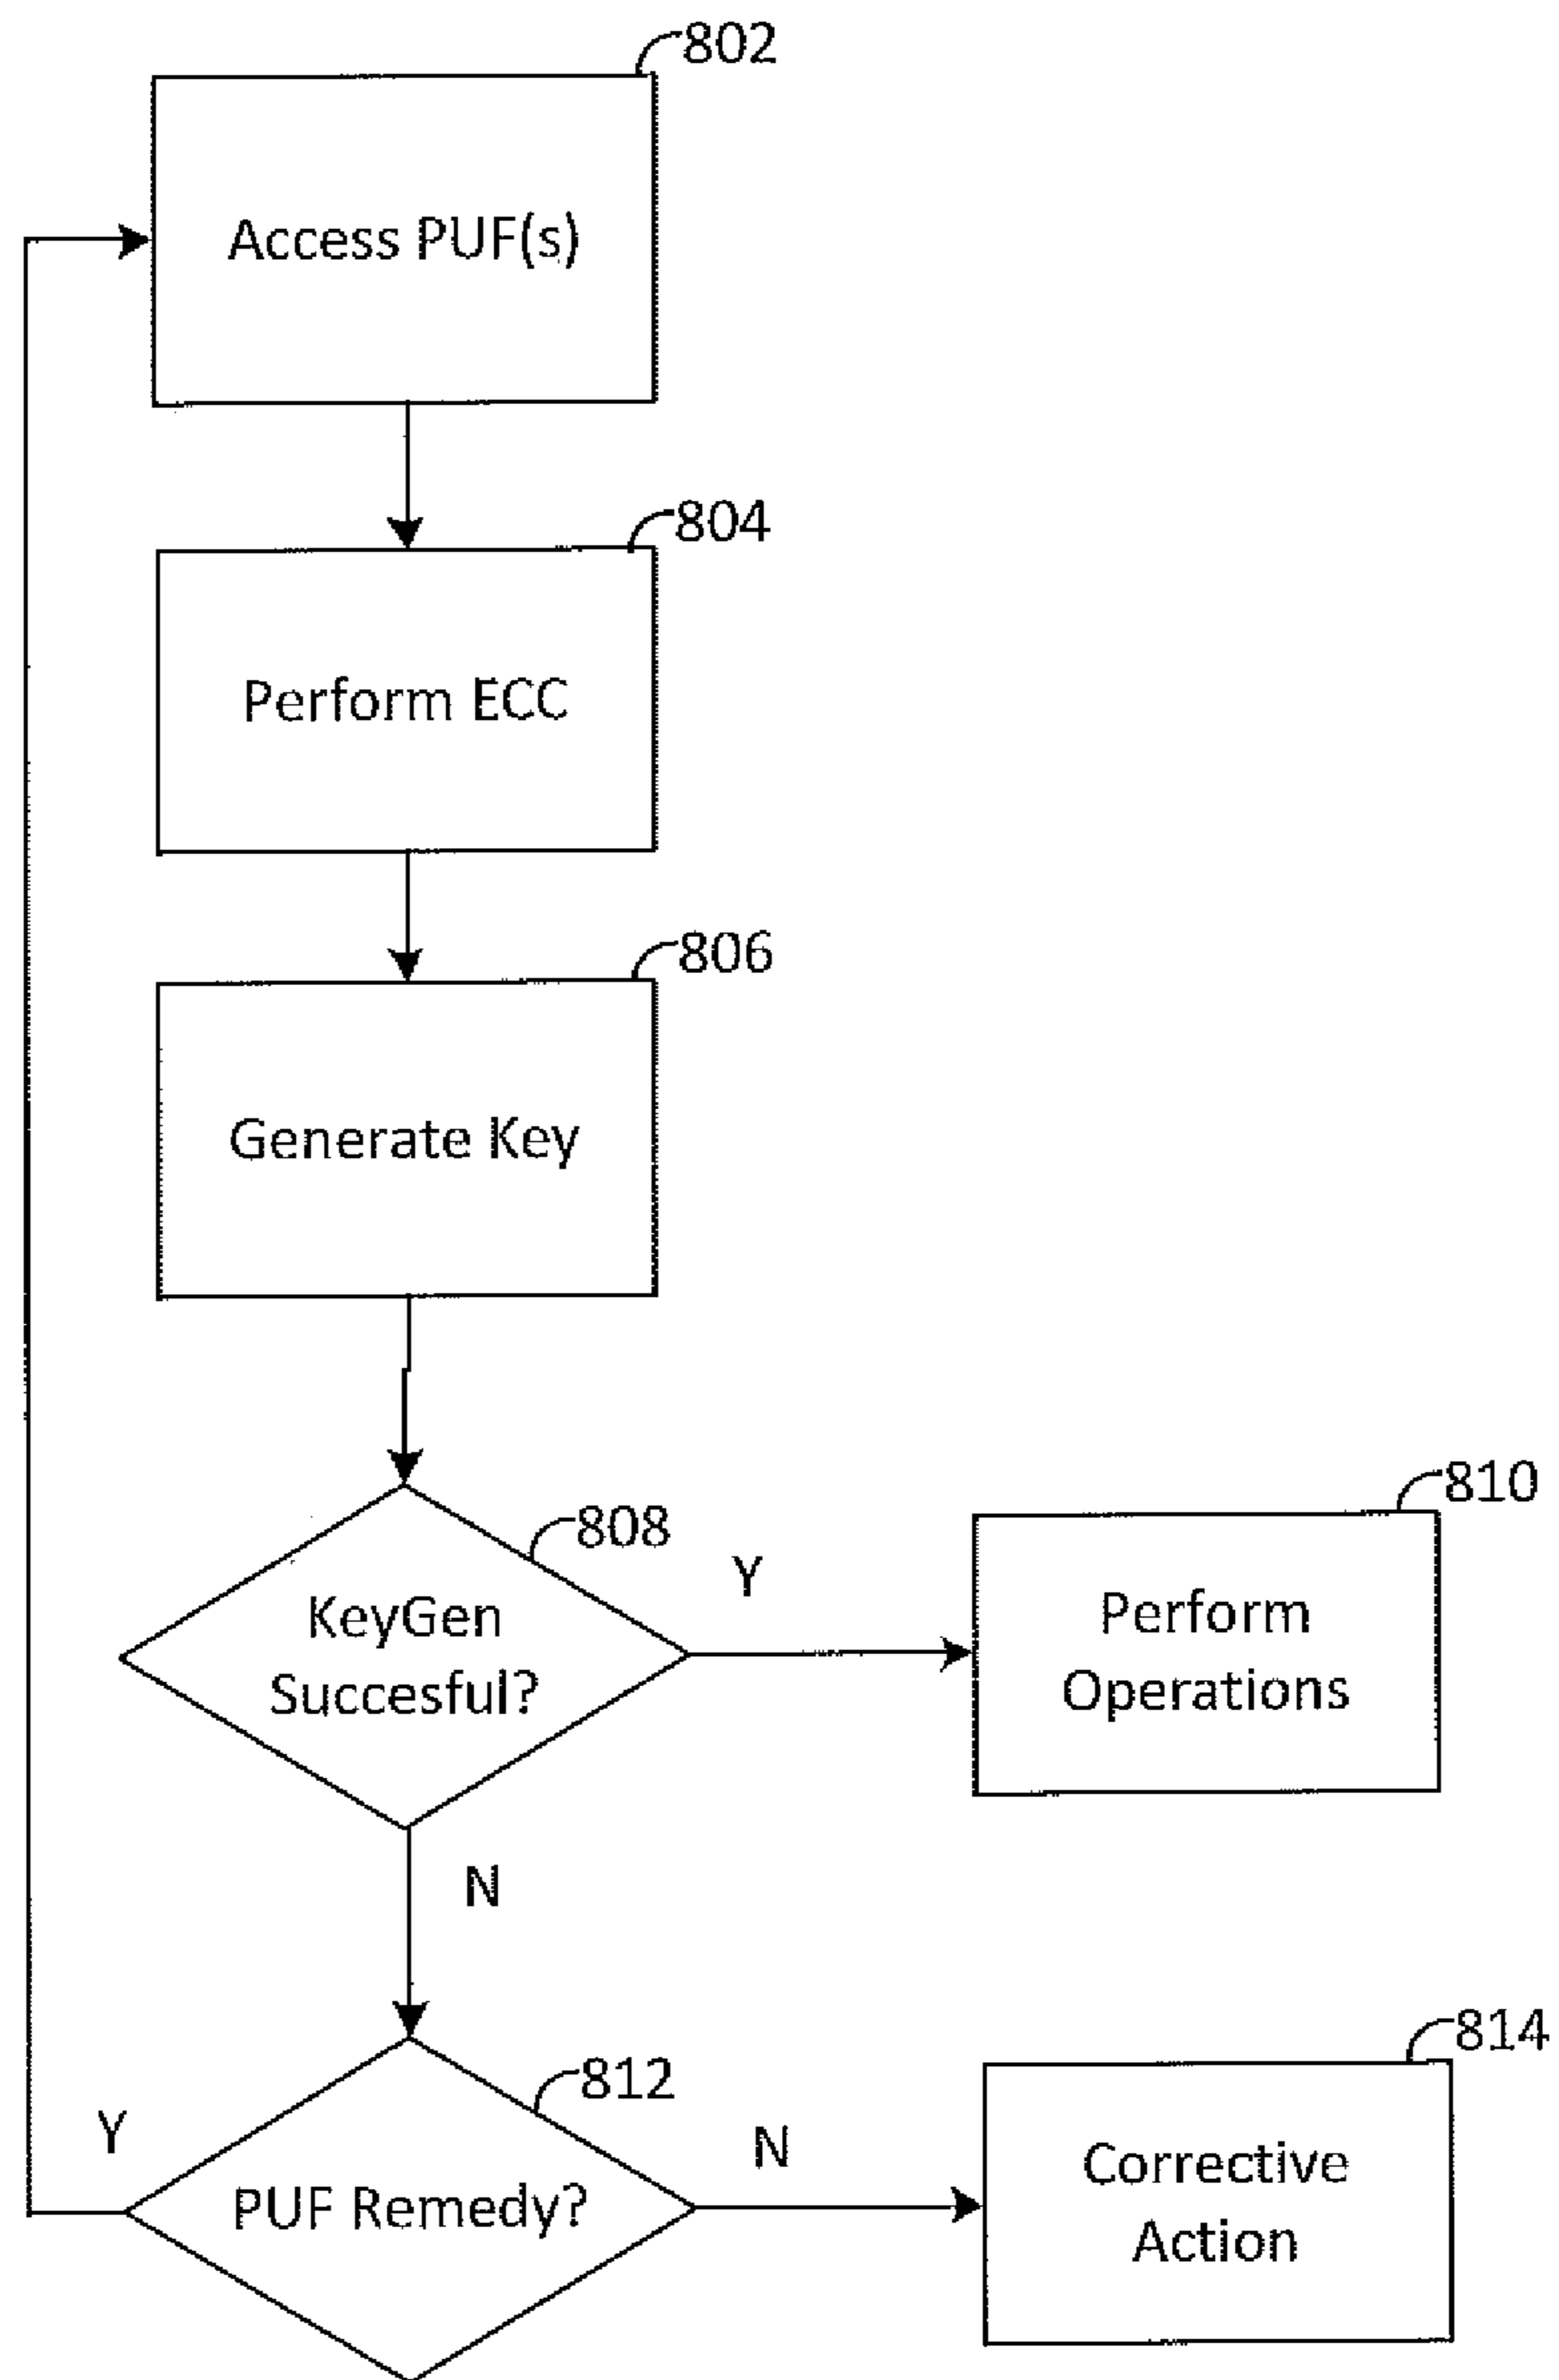 802
Access PUF(s)
804
Perform ECC
806
Generate Key
808
KeyGen
Succesful?
Y
810
Perform
Operations
N
812
PUF Remedy?
Y
N
814
Corrective
Action